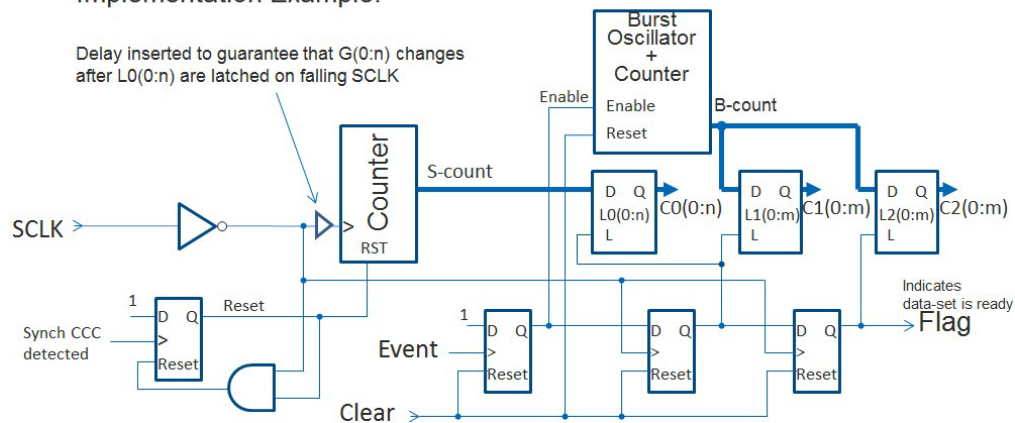 Implementation Example:
Delay inserted to guarantee that G(0:n) changes
after L0(0:n) are latched on falling SCLK
Burst
Oscillator
+
Counter
Enable
Enable
Reset
B-count
Counter
RST
S-count
D Q
L0(0:n)
L
C0(0:n)
D Q
L1(0:m)
L
C1(0:m)
D Q
L2(0:m)
L
C2(0:m)
SCLK
>
1
Synch CCC
detected
D Q
>
Reset
Reset
1
Event
D Q
>
Reset
D Q
>
Reset
D Q
>
Reset
Indicates
data-set is ready
Flag
Clear